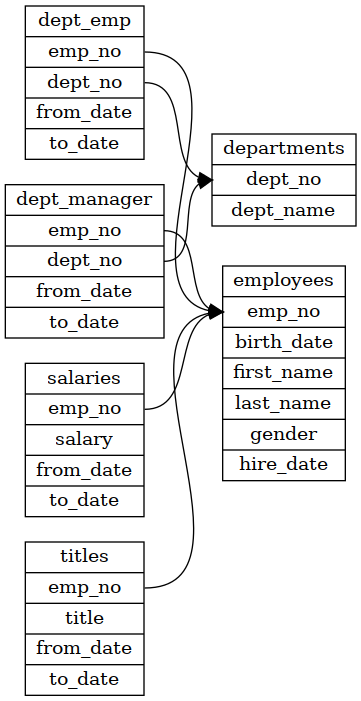 dept_emp
emp_no
dept_no
from_date
to_date
dept_manager
emp_no
dept_no
from_date
to_date
salaries
emp_no
salary
from_date
to_date
titles
emp_no
title
from_date
to_date
departments
dept_no
dept_name
employees
emp_no
birth_date
first_name
last_name
gender
hire_date